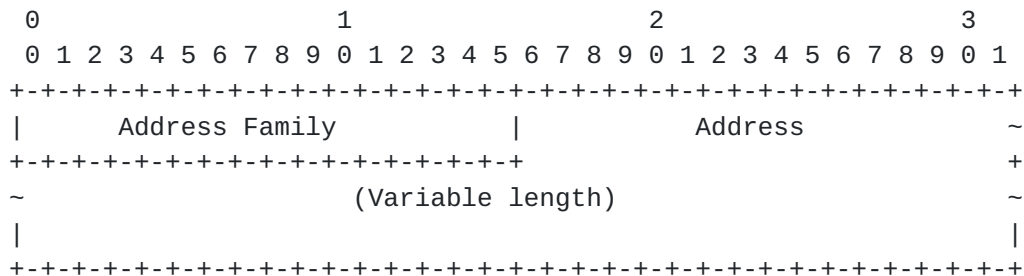 0                   1                   2                   3
0 1 2 3 4 5 6 7 8 9 0 1 2 3 4 5 6 7 8 9 0 1 2 3 4 5 6 7 8 9 0 1
+-+-+-+-+-+-+-+-+-+-+-+-+-+-+-+-+-+-+-+-+-+-+-+-+-+-+-+-+-+-+-+-+
|      Address Family           |           Address             ~
+-+-+-+-+-+-+-+-+-+-+-+-+-+-+-+-+                               +
~                     (Variable length)                         ~
|                                                               |
+-+-+-+-+-+-+-+-+-+-+-+-+-+-+-+-+-+-+-+-+-+-+-+-+-+-+-+-+-+-+-+-+